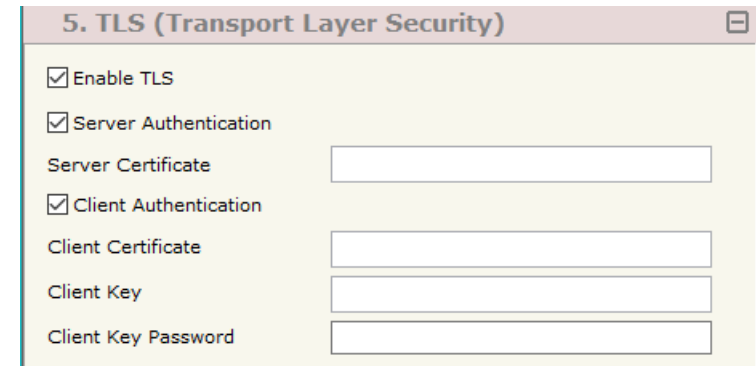 5. TLS (Transport Layer Security)
Enable TLS
Server Authentication
Server Certificate
Client Authentication
Client Certificate
Client Key
Client Key Password